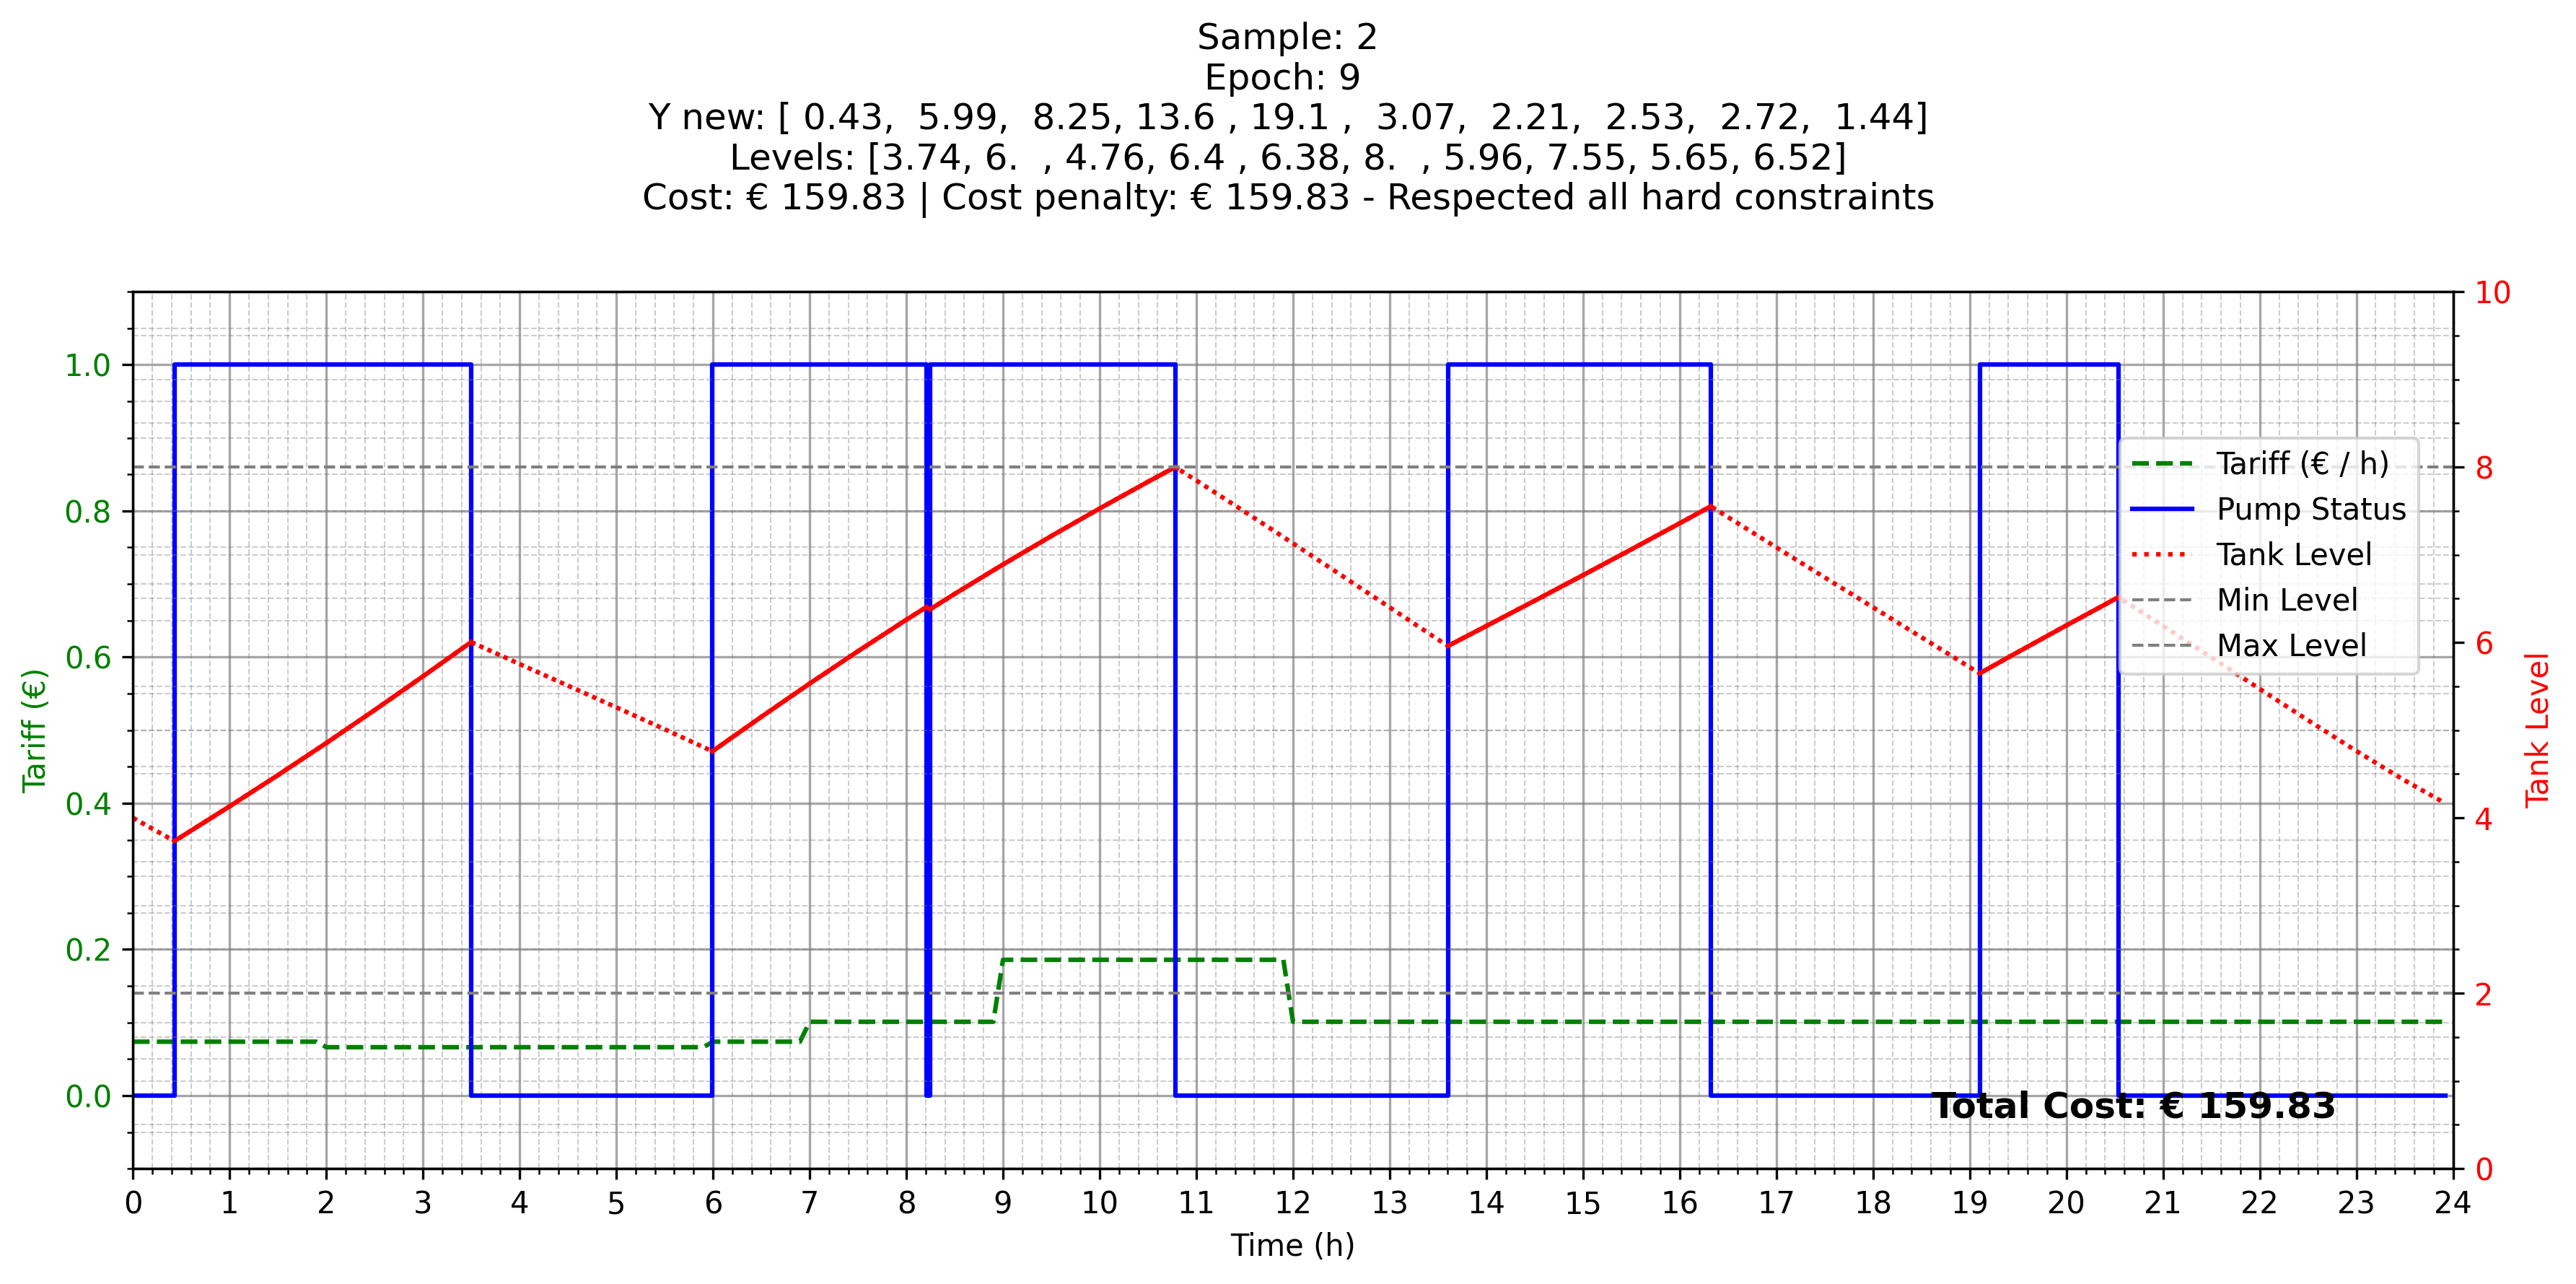 Sample: 2
Epoch: 9
Y new: [ 0.43,  5.99,  8.25, 13.6 , 19.1 ,  3.07,  2.21,  2.53,  2.72,  1.44]
Levels: [3.74, 6.  , 4.76, 6.4 , 6.38, 8.  , 5.96, 7.55, 5.65, 6.52]
Cost: € 159.83 | Cost penalty: € 159.83 - Respected all hard constraints
Tariff (€)
1.0
0.8
0.6
0.4
0.2
0.0
10
8
6
4
2
0
Tank Level
Tariff (€ / h)
Pump Status
Tank Level
Min Level
Max Level
Total Cost: € 159.83
0 1 2 3 4 5 6 7 8 9 10 11 12 13 14 15 16 17 18 19 20 21 22 23 24
Time (h)